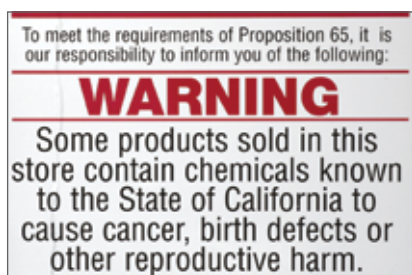 To meet the requirements of Proposition 65, it is
our responsibility to inform you of the following:
WARNING
Some products sold in this
store contain chemicals known
to the State of California to
cause cancer, birth defects or
other reproductive harm.